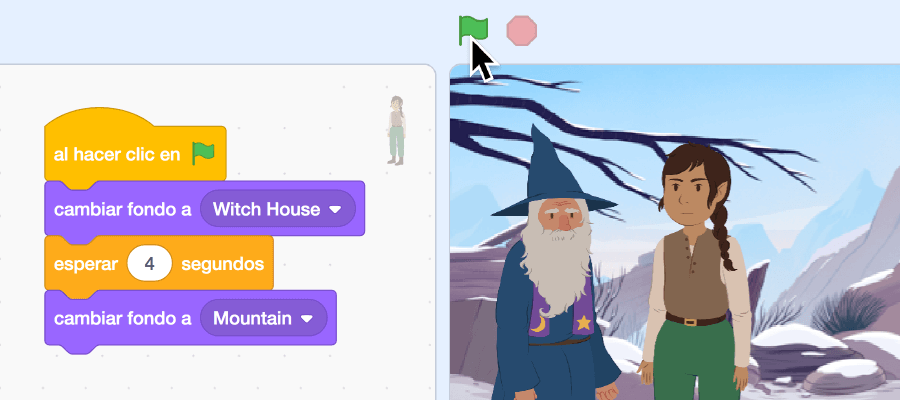 al hacer clic en
cambiar fondo a Witch House
esperar 4 segundos
cambiar fondo a Mountain